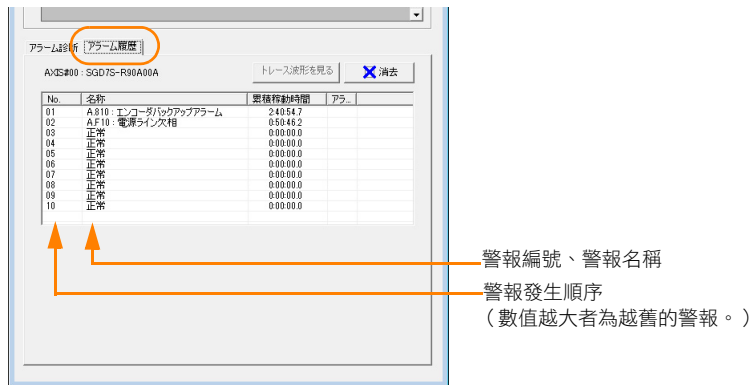 アラーム診断 アラーム履歴
AXIS#00 : SGD7S-R90A00A トレース波形を見る 消去
No. 名称 累積稼動時間 アラ...
01 A.810 : エンコーダバックアップアラーム 2:40:54.7
02 A.F10 : 電源ライン欠相 0:50:46.2
03 正常 0:00:00.0
04 正常 0:00:00.0
05 正常 0:00:00.0
06 正常 0:00:00.0
07 正常 0:00:00.0
08 正常 0:00:00.0
09 正常 0:00:00.0
10 正常 0:00:00.0
警報編號、警報名稱
警報發生順序
（數值越大者為越舊的警報。）